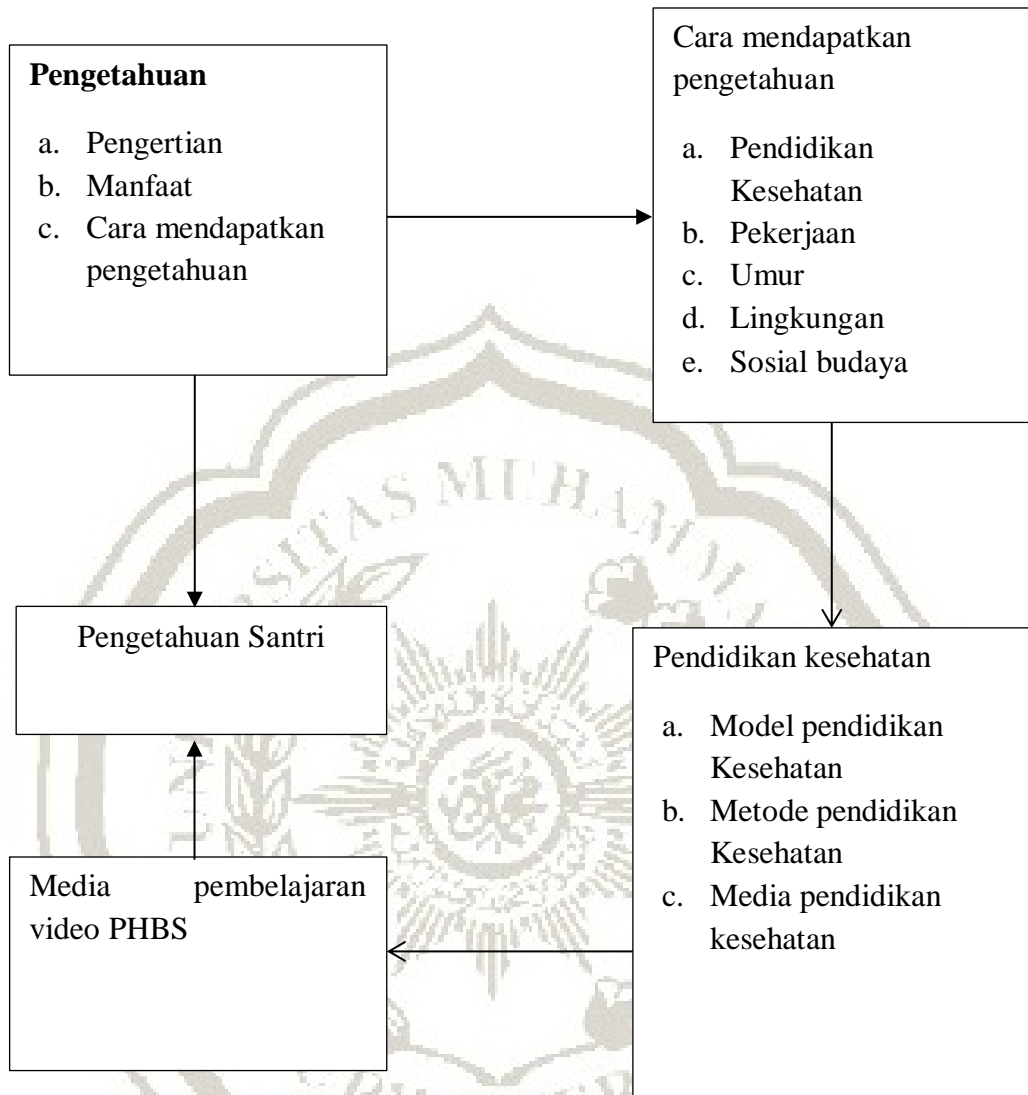 Pengetahuan
a. Pengertian
b. Manfaat
c. Cara mendapatkan
pengetahuan
Cara mendapatkan
pengetahuan
a. Pendidikan
Kesehatan
b. Pekerjaan
c. Umur
d. Lingkungan
e. Sosial budaya
Pengetahuan Santri
Pendidikan kesehatan
a. Model pendidikan
Kesehatan
b. Metode pendidikan
Kesehatan
c. Media pendidikan
kesehatan
Media pembelajaran
video PHBS